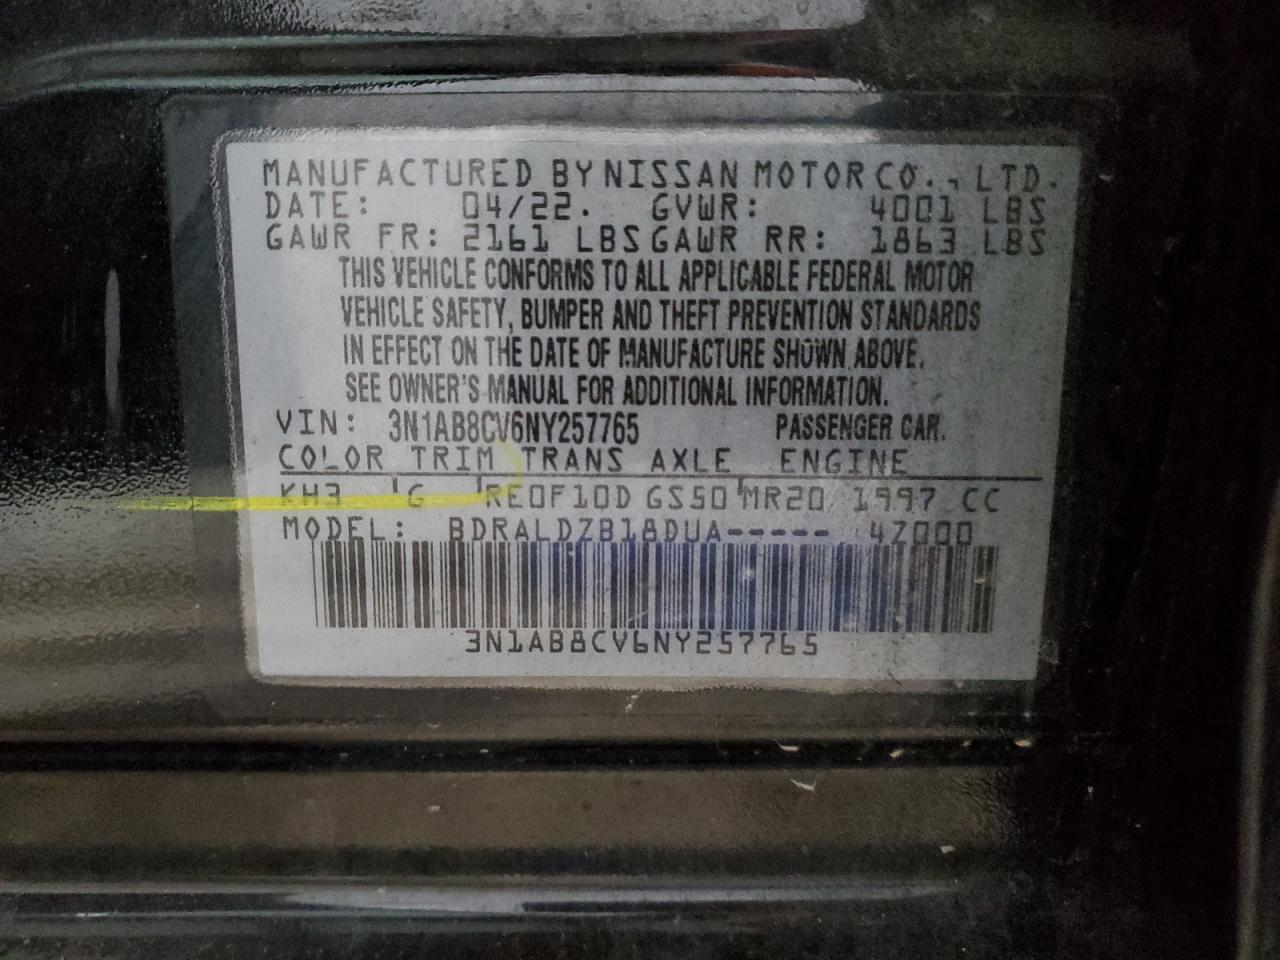 MANUFACTURED BY NISSAN MOTOR CO., LTD.
DATE: 04/22. GVWR: 4001 LBS
GAWR FR: 2161 LBS GAWR RR: 1863 LBS
THIS VEHICLE CONFORMS TO ALL APPLICABLE FEDERAL MOTOR
VEHICLE SAFETY, BUMPER AND THEFT PREVENTION STANDARDS
IN EFFECT ON THE DATE OF MANUFACTURE SHOWN ABOVE.
SEE OWNER'S MANUAL FOR ADDITIONAL INFORMATION.
VIN: 3N1AB8CV6NY257765 PASSENGER CAR.
COLOR TRIM TRANS AXLE ENGINE
KH3 G RE0F10D GS50 MR20 1997 CC
MODEL: BDRALDZB18DUA----- 4Z000
3N1AB8CV6NY257765